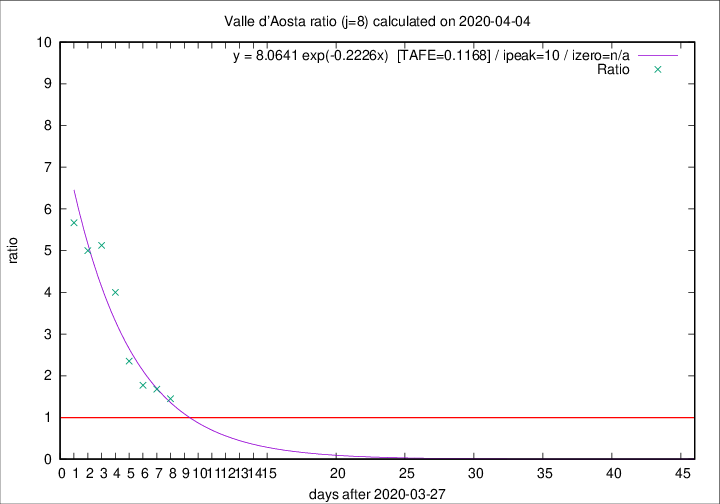 Valle d'Aosta ratio (j=8) calculated on 2020-04-04
y = 8.0641 exp(-0.2226x) [TAFE=0.1168] / ipeak=10 / izero=n/a
Ratio
10
9
8
7
6
5
4
3
2
1
0
ratio
0 1 2 3 4 5 6 7 8 9 10 11 12 13 14 15 20 25 30 35 40 45
days after 2020-03-27